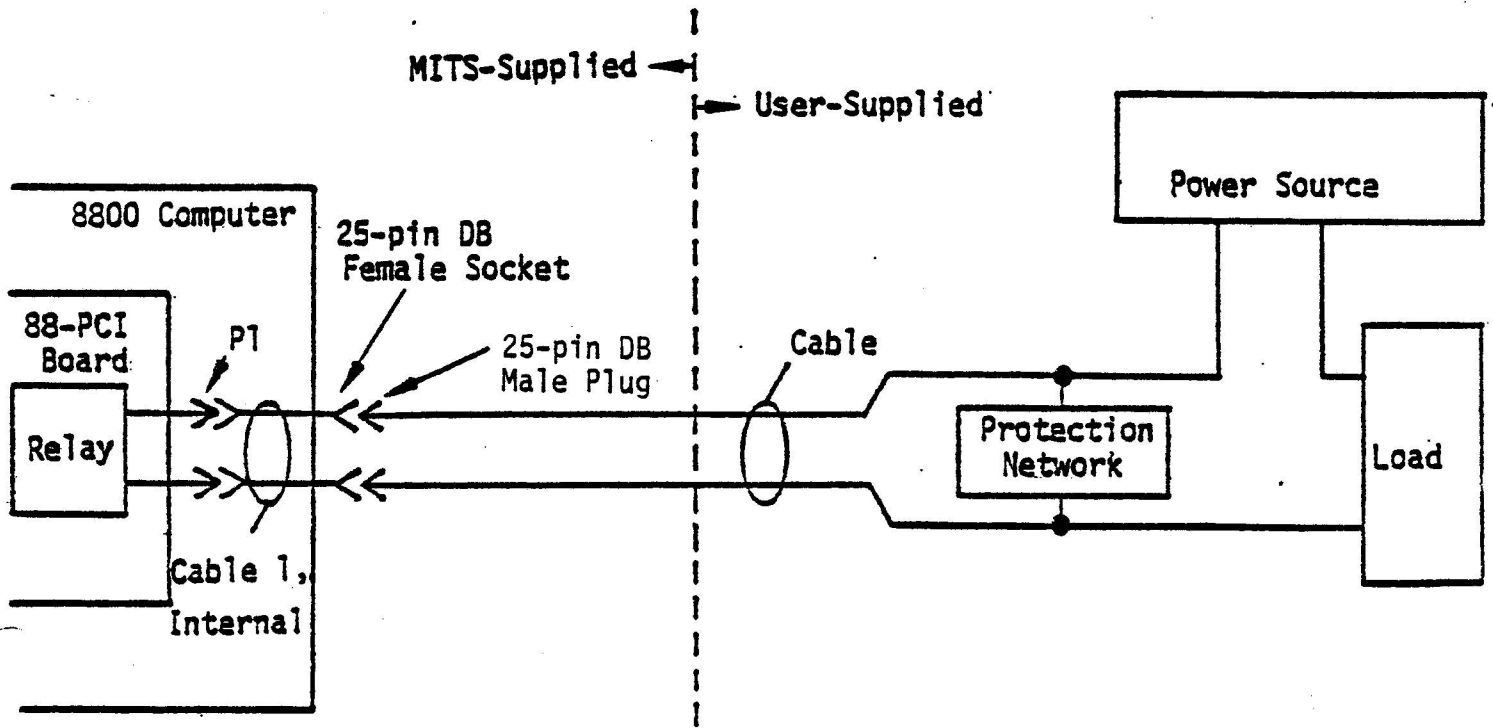 MITS-Supplied
User-Supplied
Power Source
8800 Computer
25-pin DB
Female Socket
88-PCI
Board
P1
25-pin DB
Male Plug
Cable
Relay
Protection
Network
Load
Cable 1,
Internal